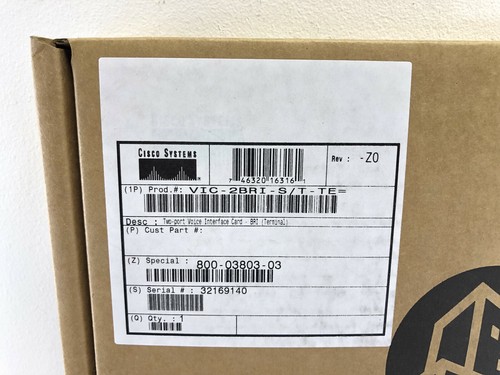 CISCO SYSTEMS
7 46320 16316 1
Rev : -Z0
(1P) Prod.#: VIC-2BRI-S/T-TE=
Desc : Two-port Voice Interface Card - BRI (Terminal)
(P) Cust Part #:
(Z) Special : 800-03803-03
(S) Serial # : 32169140
(Q) Qty. : 1